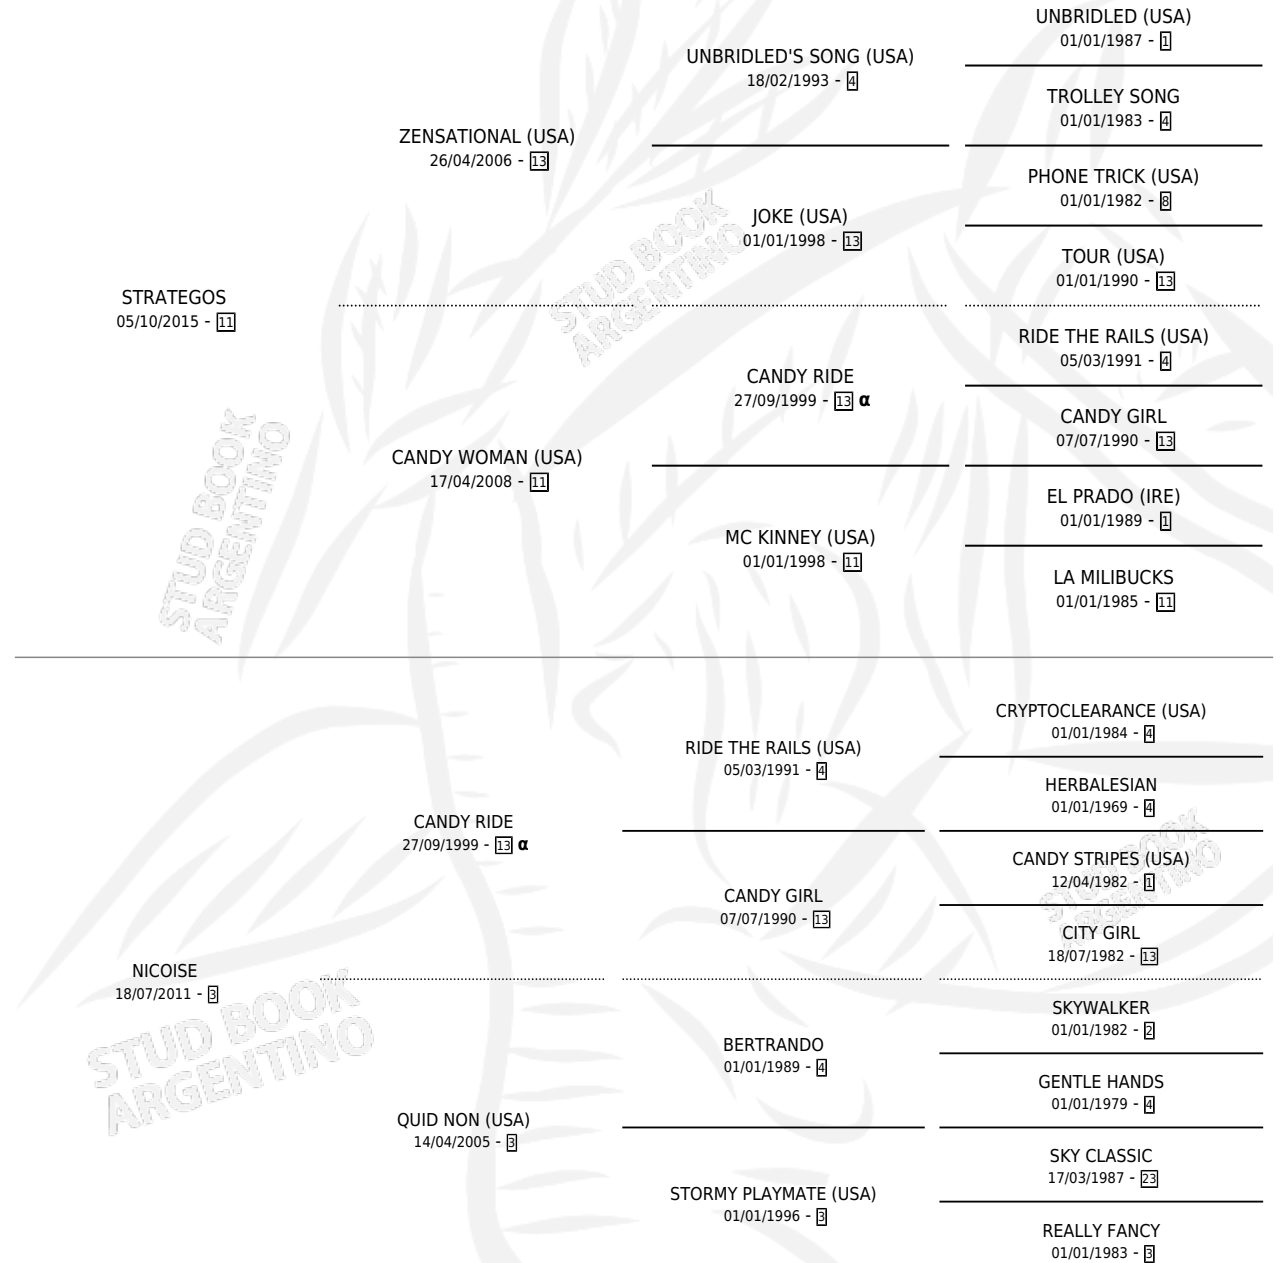 UNBRIDLED (USA)
01/01/1987 - 1
UNBRIDLED'S SONG (USA)
18/02/1993 - 4
TROLLEY SONG
01/01/1983 - 4
ZENSATIONAL (USA)
26/04/2006 - 13
PHONE TRICK (USA)
01/01/1982 - 8
JOKE (USA)
01/01/1998 - 13
TOUR (USA)
01/01/1990 - 13
STRATEGOS
05/10/2015 - 11
RIDE THE RAILS (USA)
05/03/1991 - 4
CANDY RIDE
27/09/1999 - 13 α
CANDY GIRL
07/07/1990 - 13
CANDY WOMAN (USA)
17/04/2008 - 11
EL PRADO (IRE)
01/01/1989 - 1
MC KINNEY (USA)
01/01/1998 - 11
LA MILIBUCKS
01/01/1985 - 11
CRYPTOCLEARANCE (USA)
01/01/1984 - 4
RIDE THE RAILS (USA)
05/03/1991 - 4
HERBALESIAN
01/01/1969 - 4
CANDY RIDE
27/09/1999 - 13 α
CANDY STRIPES (USA)
12/04/1982 - 1
CANDY GIRL
07/07/1990 - 13
CITY GIRL
18/07/1982 - 13
NICOISE
18/07/2011 - 3
SKYWALKER
01/01/1982 - 2
BERTRANDO
01/01/1989 - 4
GENTLE HANDS
01/01/1979 - 4
QUID NON (USA)
14/04/2005 - 3
SKY CLASSIC
17/03/1987 - 23
STORMY PLAYMATE (USA)
01/01/1996 - 3
REALLY FANCY
01/01/1983 - 3
STUD BOOK
ARGENTINO
STUD BOOK
ARGENTINO
STUD BOOK
ARGENTINO
STUD BOOK
ARGENTINO